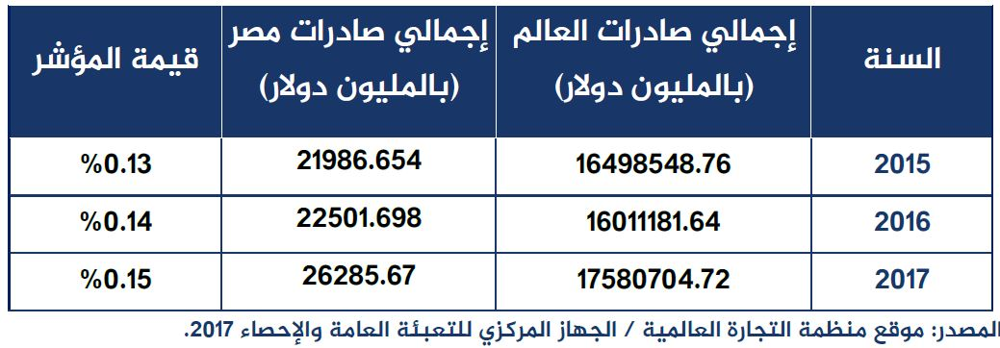 السنة إجمالي صادرات العالم (بالمليون دولار) إجمالي صادرات مصر (بالمليون دولار) قيمة المؤشر
2015 16498548.76 21986.654 %0.13
2016 16011181.64 22501.698 %0.14
2017 17580704.72 26285.67 %0.15
المصدر: موقع منظمة التجارة العالمية / الجهاز المركزي للتعبئة العامة والإحصاء 2017.